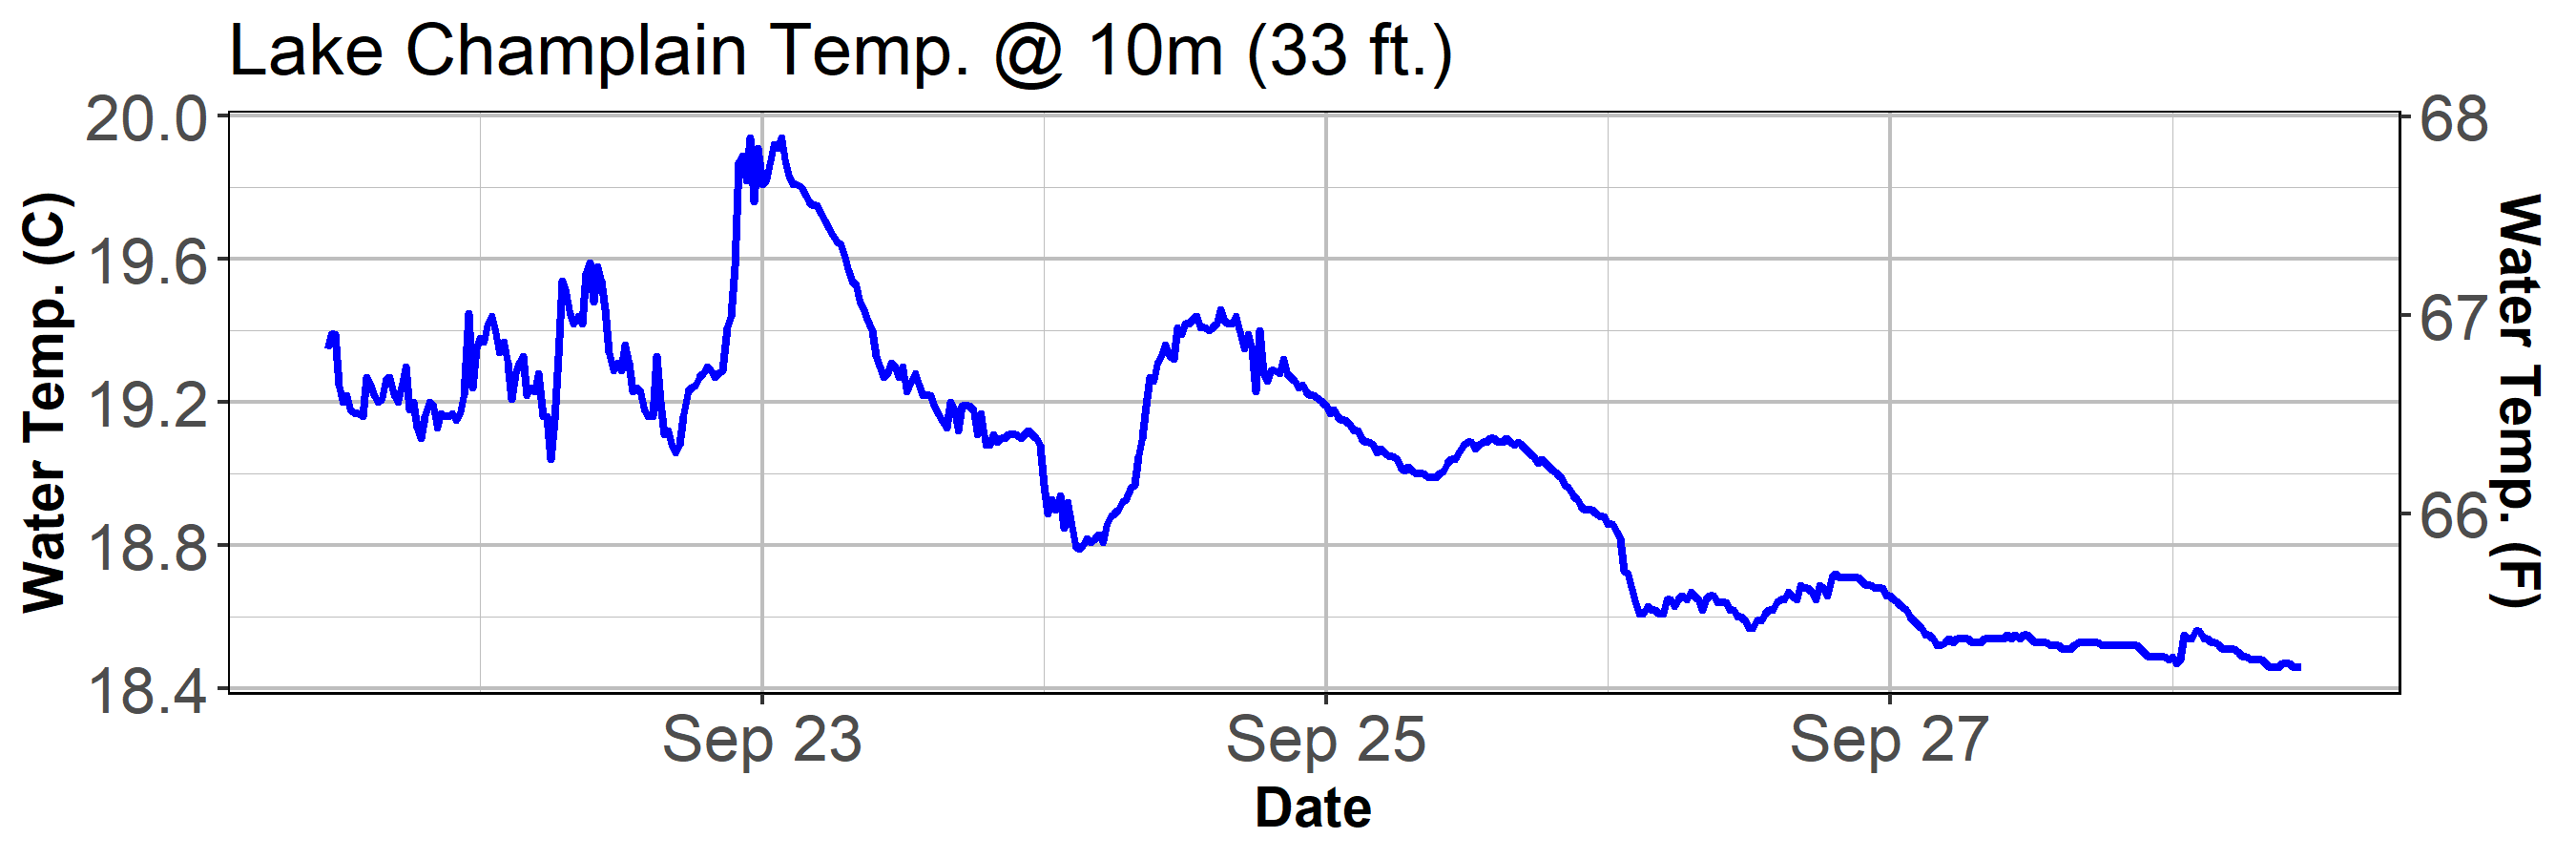 Lake Champlain Temp. @ 10m (33 ft.)
Water Temp. (C)
20.0
19.6
19.2
18.8
18.4
68
67
66
Water Temp. (F)
Sep 23
Sep 25
Sep 27
Date